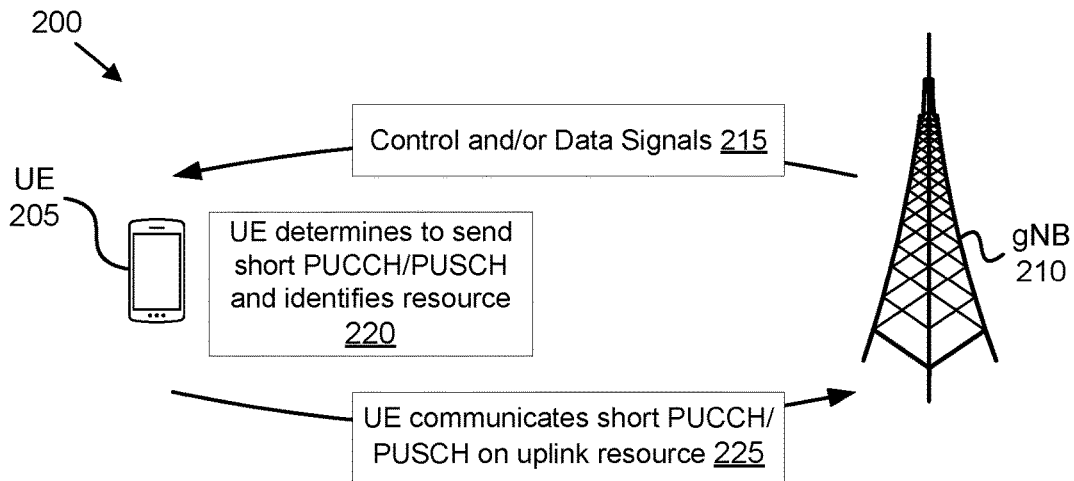 200
Control and/or Data Signals 215
UE
205
UE determines to send
short PUCCH/PUSCH
and identifies resource
220
gNB
210
UE communicates short PUCCH/
PUSCH on uplink resource 225